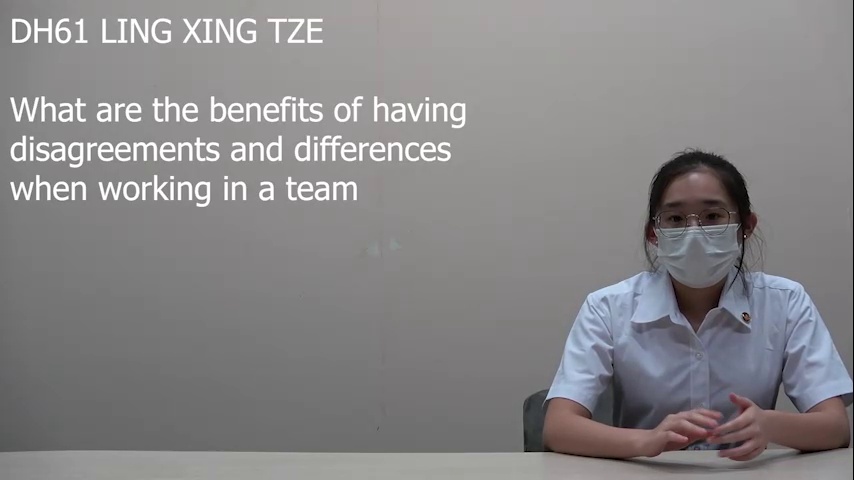 DH61 LING XING TZE
What are the benefits of having
disagreements and differences
when working in a team